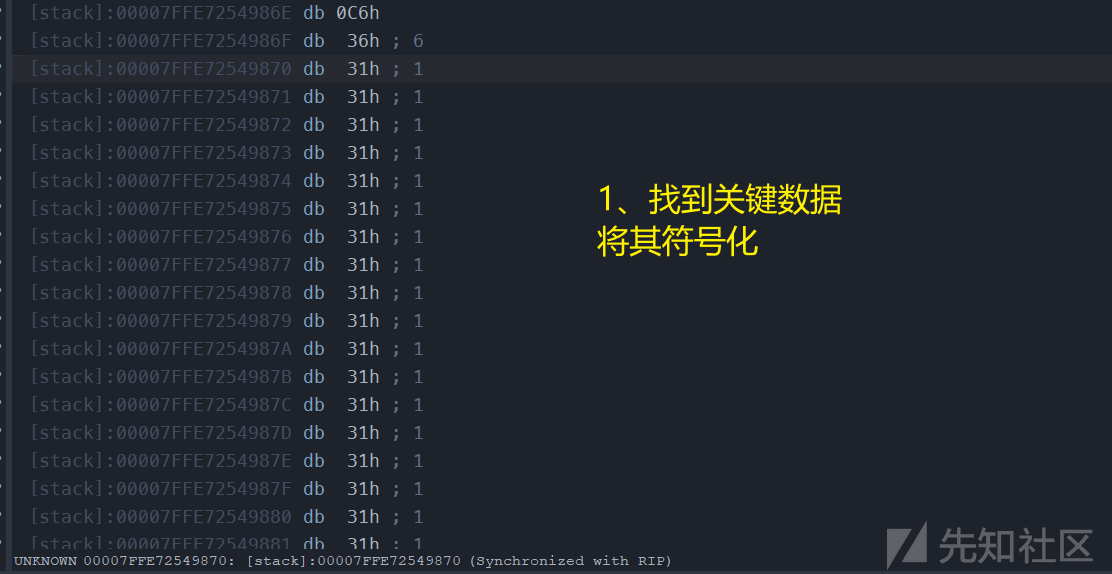 [stack]:00007FFE7254986E db 0C6h
[stack]:00007FFE7254986F db 36h ; 6
[stack]:00007FFE72549870 db 31h ; 1
[stack]:00007FFE72549871 db 31h ; 1
[stack]:00007FFE72549872 db 31h ; 1
[stack]:00007FFE72549873 db 31h ; 1
[stack]:00007FFE72549874 db 31h ; 1
[stack]:00007FFE72549875 db 31h ; 1
[stack]:00007FFE72549876 db 31h ; 1
[stack]:00007FFE72549877 db 31h ; 1
[stack]:00007FFE72549878 db 31h ; 1
[stack]:00007FFE72549879 db 31h ; 1
[stack]:00007FFE7254987A db 31h ; 1
[stack]:00007FFE7254987B db 31h ; 1
[stack]:00007FFE7254987C db 31h ; 1
[stack]:00007FFE7254987D db 31h ; 1
[stack]:00007FFE7254987E db 31h ; 1
[stack]:00007FFE7254987F db 31h ; 1
[stack]:00007FFE72549880 db 31h ; 1
[stack]:00007FFE72549881 db 31h ; 1
1、找到关键数据
将其符号化
先知社区
UNKNOWN 00007FFE72549870: [stack]:00007FFE72549870 (Synchronized with RIP)